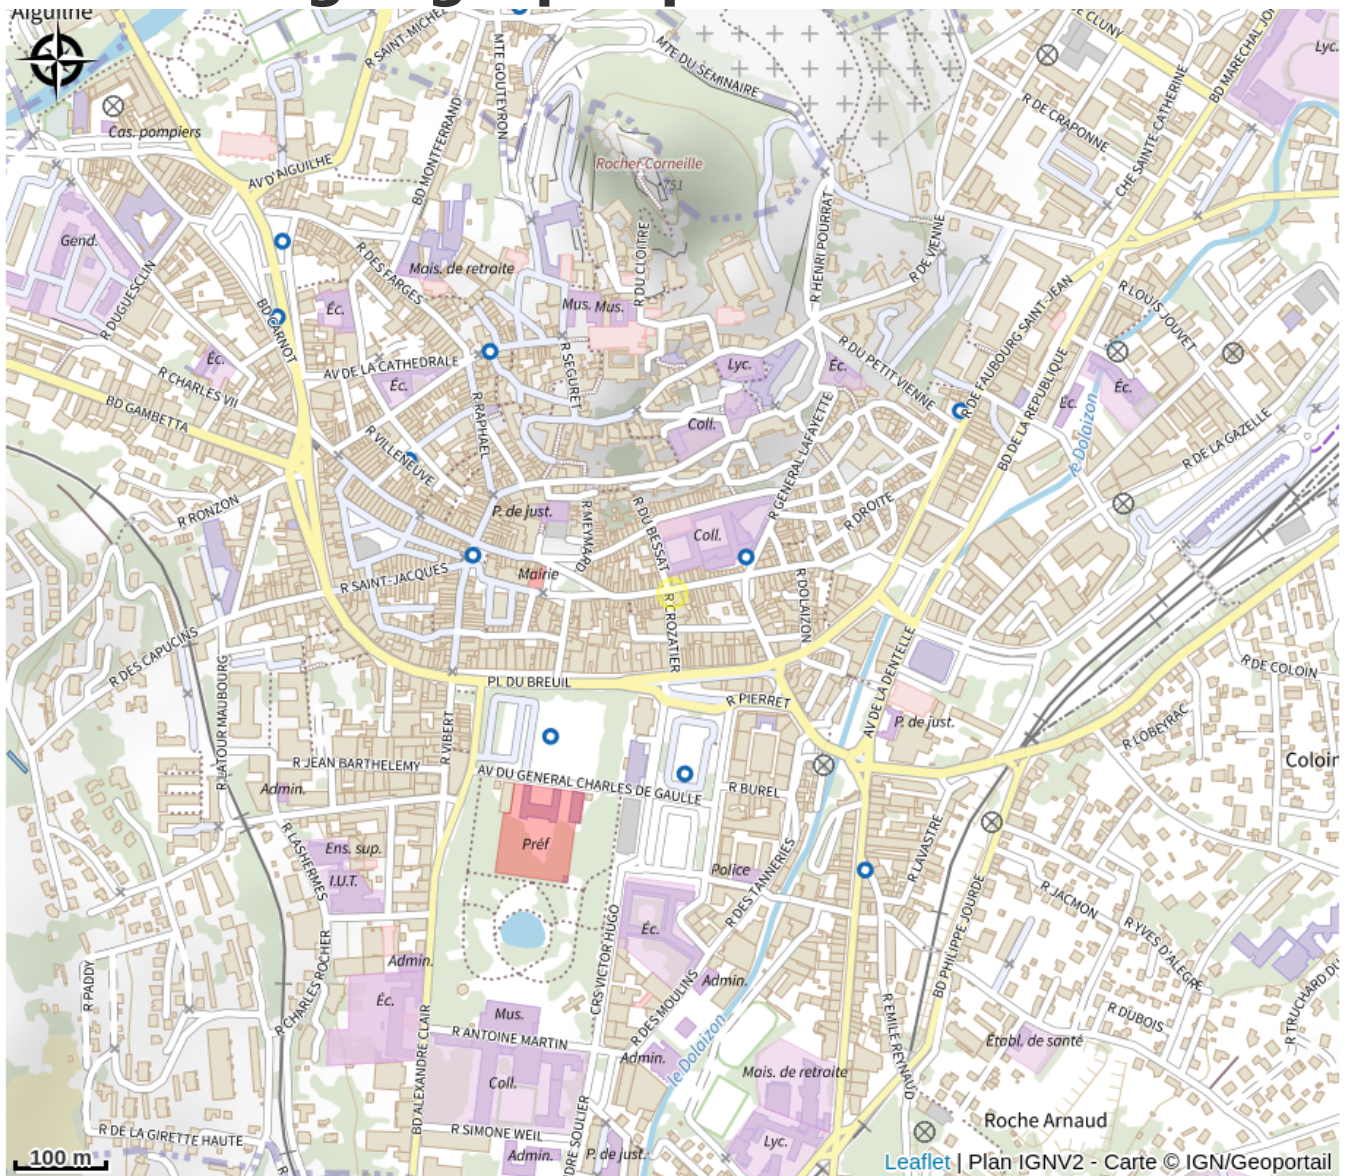 Aiguilhe
R SAINT-MICHEL
MTE GOUTEYRON
MTE DU SEMINAIRE
DE CLUNY
BD MARECHAL JO
Lyc.
Cas. pompiers
R DE CRAPONNE
CHE SAINTE-CATHERINE
AV D'AIGUILHE
BD MONTFERRAND
Rocher Corneille
751
Gend.
R DUGUESCLIN
R DES FARGES
Mais. de retraite
R DU CLOITRE
R HENRI POURRAT
R DE VIENNE
Mus. Mus.
Éc.
BD CARNOT
R LOUIS JOUVET
R DE FAUBOURG SAINT-JEAN
Éc.
R CHARLES VII
AV DE LA CATHEDRALE
Éc.
R SEGURET
Lyc.
Éc.
R DU PETIT VIENNE
BD DE LA REPUBLIQUE
Éc.
Éc.
BD GAMBETTA
R RAPHAEL
R VILLENEUVE
Coll.
R GENERAL LAFAYETTE
le Dolaizon
R DE LA GAZELLE
R RONZON
P. de just.
R MEYMARD
R DU BESSAT
Coll.
R DROITE
R SAINT-JACQUES
Mairie
R CROZATIER
R DOLAIZON
R DES CAPUCINS
R LATOUR MAUBOURG
PL DU BREUIL
R PIERRET
AV DE LA DENTELLE
P. de just.
R DE COLOIN
R LOBEYRAC
Coloin
R VIBERT
R JEAN BARTHELEMY
AV DU GENERAL CHARLES DE GAULLE
R BUREL
Admin.
Préf
R LASHERMES
Ens. sup.
I.U.T.
Police
R DES TANNERIES
R LAVASTRE
R JACMON
R YVES D'ALEGRE
Éc.
CRS VICTOR HUGO
BD PHILIPPE JOURDE
R PADDY
R CHARLES ROCHER
Admin.
Éc.
Admin.
R DES MOULINS
Mus.
R ANTOINE MARTIN
Admin.
le Dolaizon
R EMILE REYNAUD
R DUBOIS
Etabl. de santé
R TRUCHARD DU
BD ALEXANDRE CLAIR
Coll.
Mais. de retraite
Roche Arnaud
R DE LA GIRETTE HAUTE
R SIMONE WEIL
DRE SOULIER
Admin.
P. de just.
Lyc.
100 m
Leaflet | Plan IGNV2 - Carte © IGN/Geoportail